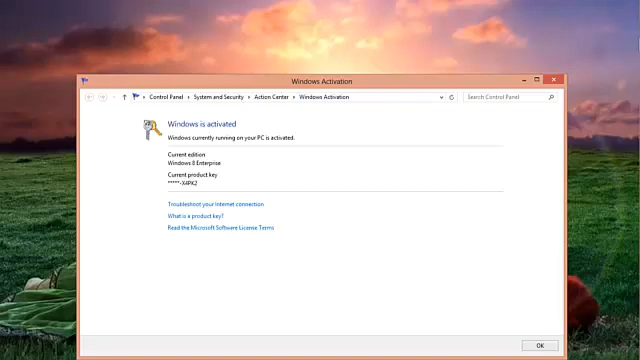 Windows Activation
Control Panel
System and Security
Action Center
Windows Activation
Search Control Panel
Windows is activated
Windows currently running on your PC is activated.
Current edition
Windows 8 Enterprise
Current product key
*****-X4PK2
Troubleshoot your Internet connection
What is a product key?
Read the Microsoft Software License Terms
OK